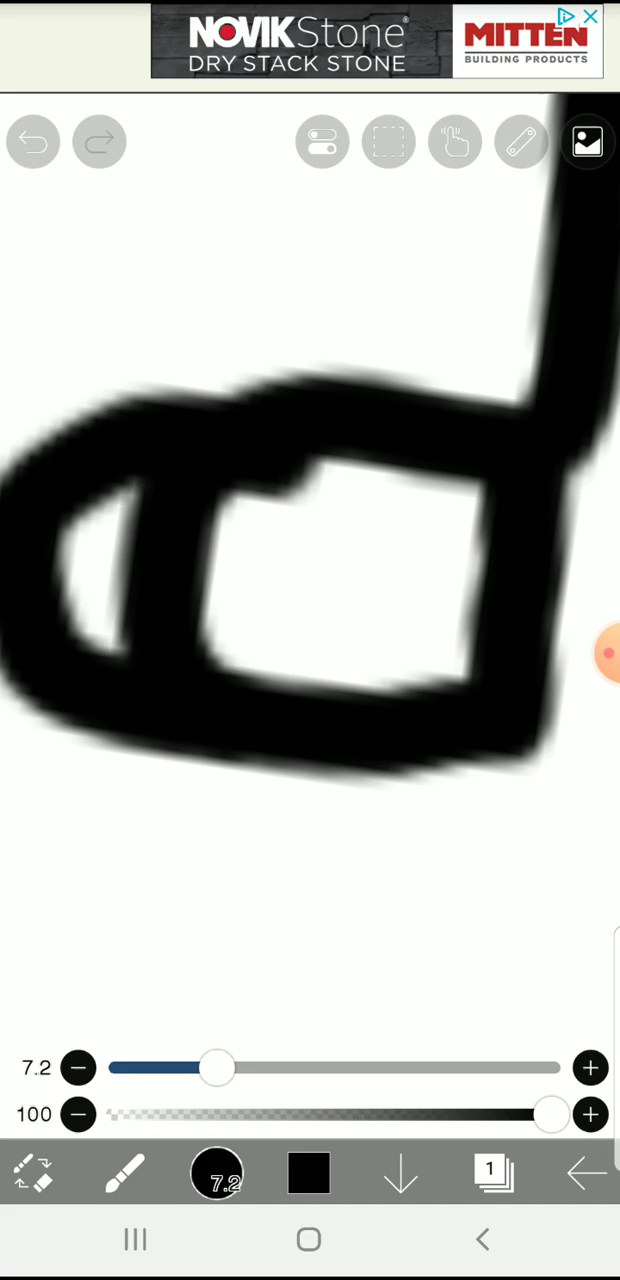 NOVIKStone®
DRY STACK STONE
MITTEN
BUILDING PRODUCTS
7.2
100
7.2
1